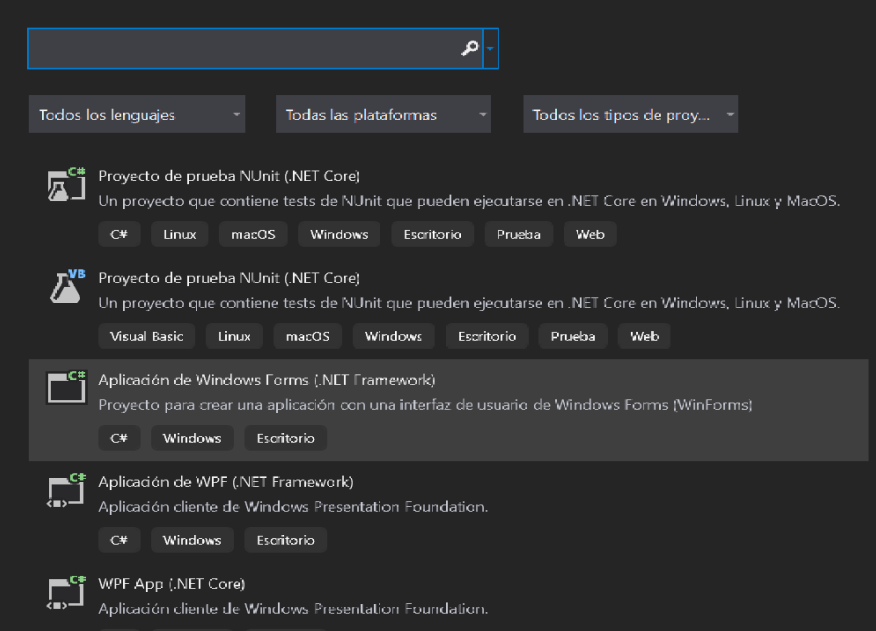 Todos los lenguajes Todas las plataformas Todos los tipos de proy...
C# Proyecto de prueba NUnit (.NET Core)
Un proyecto que contiene tests de NUnit que pueden ejecutarse en .NET Core en Windows, Linux y MacOS.
C# Linux macOS Windows Escritorio Prueba Web
VB Proyecto de prueba NUnit (.NET Core)
Un proyecto que contiene tests de NUnit que pueden ejecutarse en .NET Core en Windows, Linux y MacOS.
Visual Basic Linux macOS Windows Escritorio Prueba Web
C# Aplicación de Windows Forms (.NET Framework)
Proyecto para crear una aplicación con una interfaz de usuario de Windows Forms (WinForms)
C# Windows Escritorio
C# Aplicación de WPF (.NET Framework)
Aplicación cliente de Windows Presentation Foundation.
C# Windows Escritorio
C# WPF App (.NET Core)
Aplicación cliente de Windows Presentation Foundation.